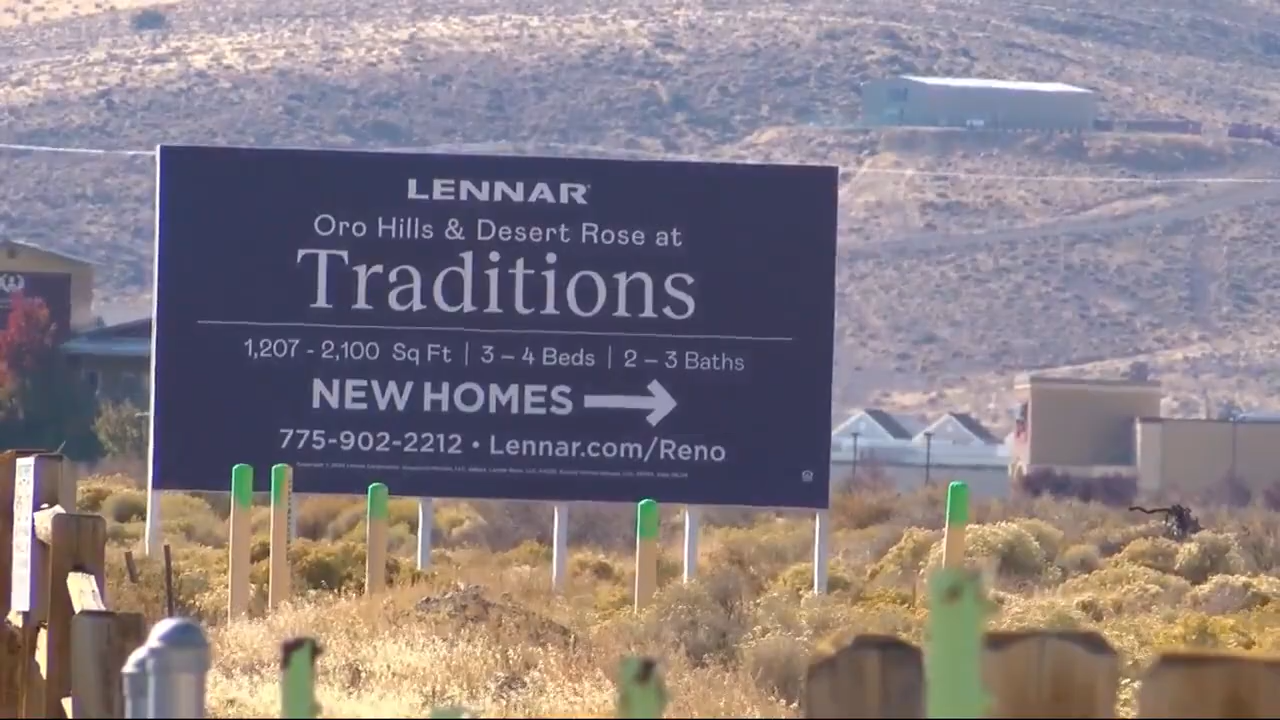 LENNAR
Oro Hills & Desert Rose at
Traditions
1,207 - 2,100 Sq Ft | 3 – 4 Beds | 2 – 3 Baths
NEW HOMES
775-902-2212 • Lennar.com/Reno